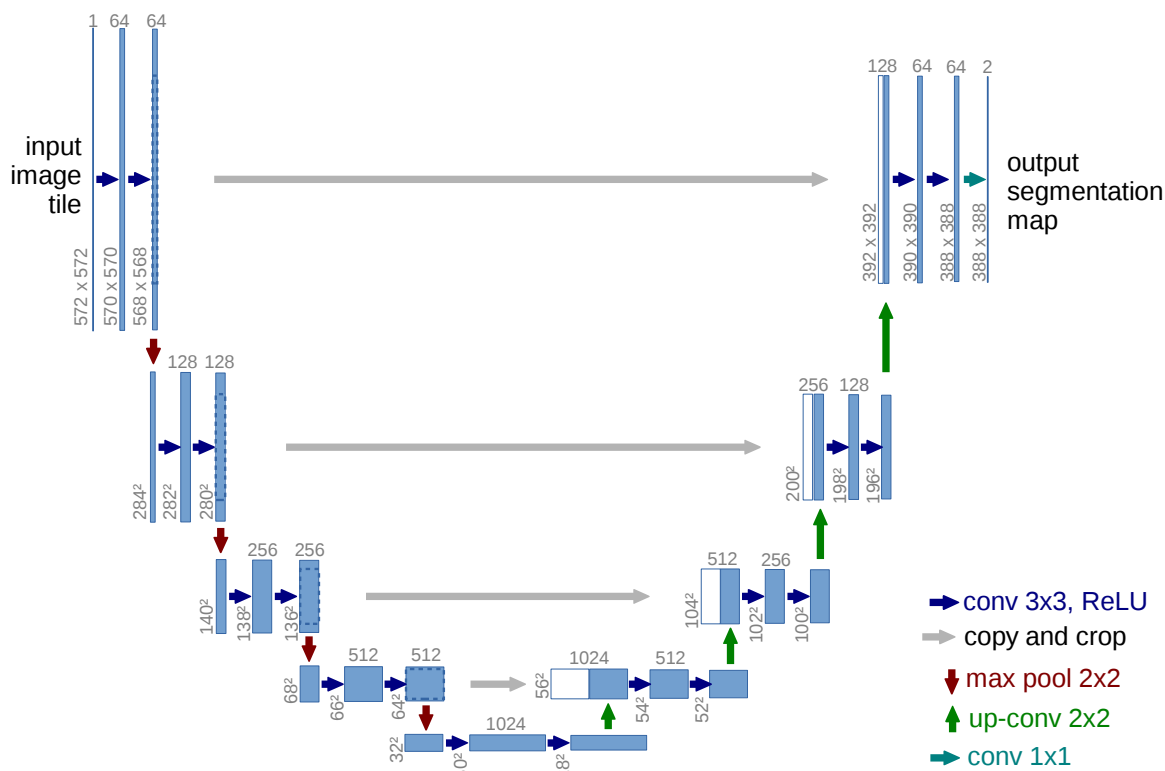 1
64
64
128
64
64
2
input
image
tile
output
segmentation
map
572 x 572
570 x 570
568 x 568
392 x 392
390 x 390
388 x 388
388 x 388
128
128
256
128
284²
282²
280²
200²
198²
196²
256
256
512
256
140²
138²
136²
104²
102²
100²
conv 3x3, ReLU
copy and crop
max pool 2x2
up-conv 2x2
conv 1x1
512
512
1024
512
68²
66²
64²
56²
54²
52²
1024
32²